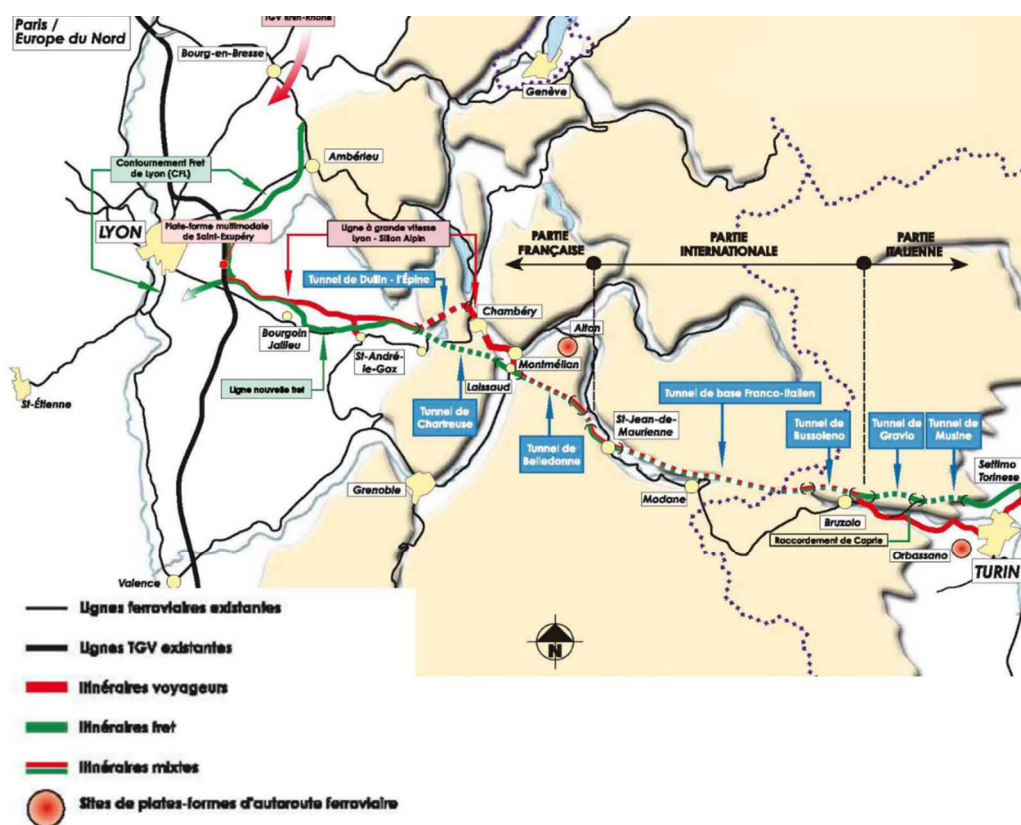 Paris /
Europe du Nord
TGV Rhin-Rhône
Bourg-en-Bresse
Genève
Contournement Fret
de Lyon (CFL)
Ambérieu
LYON
Plate-forme multimodale
de Saint-Exupéry
Ligne à grande vitesse
Lyon - Sillon Alpin
PARTIE
FRANÇAISE
PARTIE
INTERNATIONALE
PARTIE
ITALIENNE
Tunnel de Dullin - l'Épine
Chambéry
Aiton
Bourgoin
Jallieu
St-André-
le-Gaz
Montmélian
Laissaud
Ligne nouvelle fret
St-Étienne
Tunnel de
Chartreuse
Tunnel de
Belledonne
St-Jean-de-
Maurienne
Tunnel de base Franco-Italien
Tunnel de
Bussoleno
Tunnel de
Gravio
Tunnel de
Musine
Settimo
Torinese
Grenoble
Modane
Bruzolo
Raccordement de Caprie
Orbassano
TURIN
Valence
N
Lignes ferroviaires existantes
Lignes TGV existantes
Itinéraires voyageurs
Itinéraires fret
Itinéraires mixtes
Sites de plates-formes d'autoroute ferroviaire